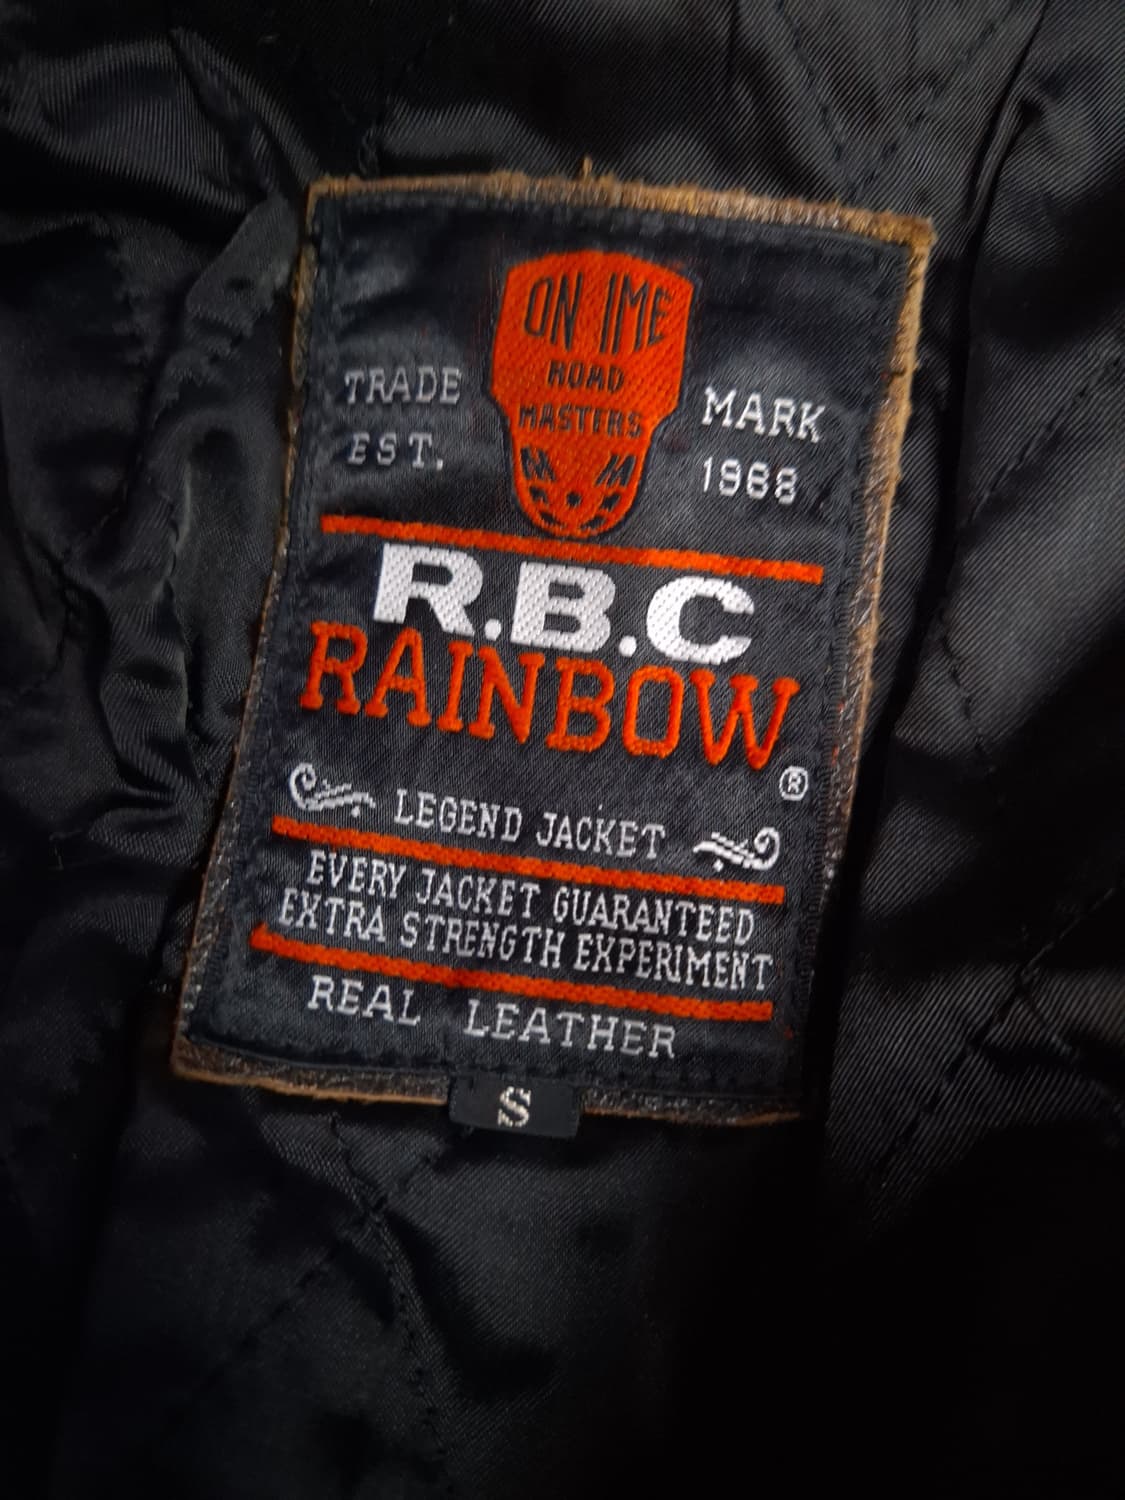 ON IME
ROAD
MASTERS
TRADE MARK
EST. 1988
R.B.C
RAINBOW
®
LEGEND JACKET
EVERY JACKET GUARANTEED
EXTRA STRENGTH EXPERIMENT
REAL LEATHER
S